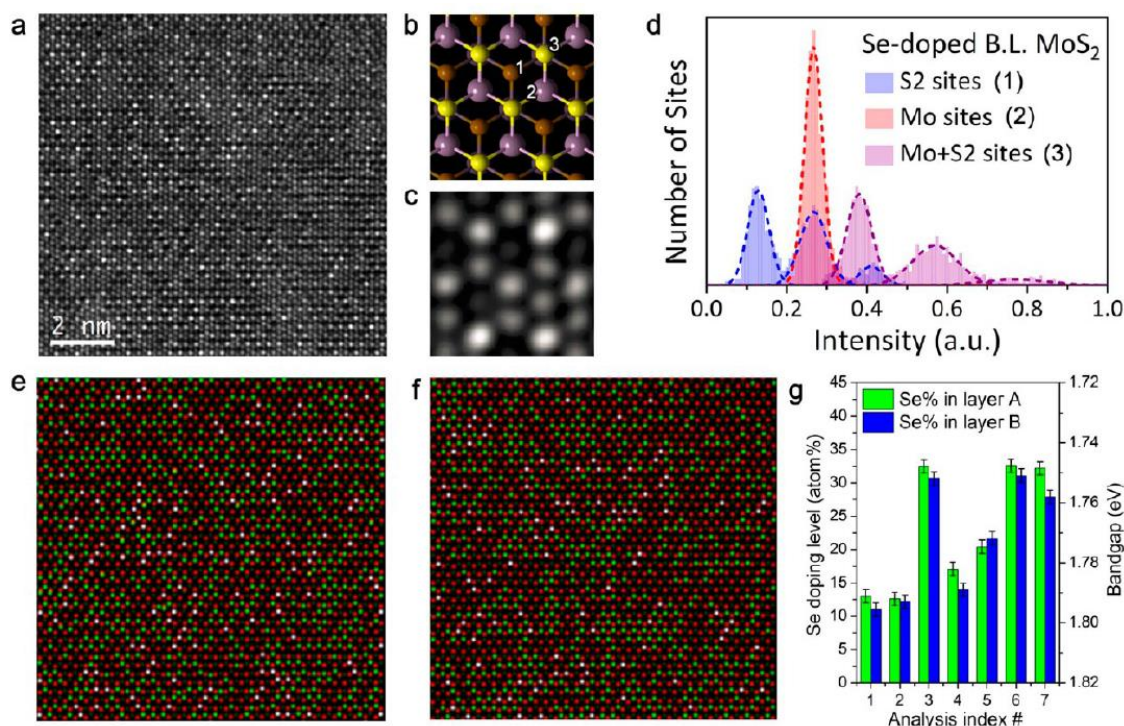 a
2 nm
b
3
1
2
c
d
Se-doped B.L. MoS2
S2 sites (1)
Mo sites (2)
Mo+S2 sites (3)
Number of Sites
0.0 0.2 0.4 0.6 0.8 1.0
Intensity (a.u.)
e
f
g
Se% in layer A
Se% in layer B
Se doping level (atom%)
45
40
35
30
25
20
15
10
5
0
1.72
1.74
1.76
1.78
1.80
1.82
Bandgap (eV)
1 2 3 4 5 6 7
Analysis index #